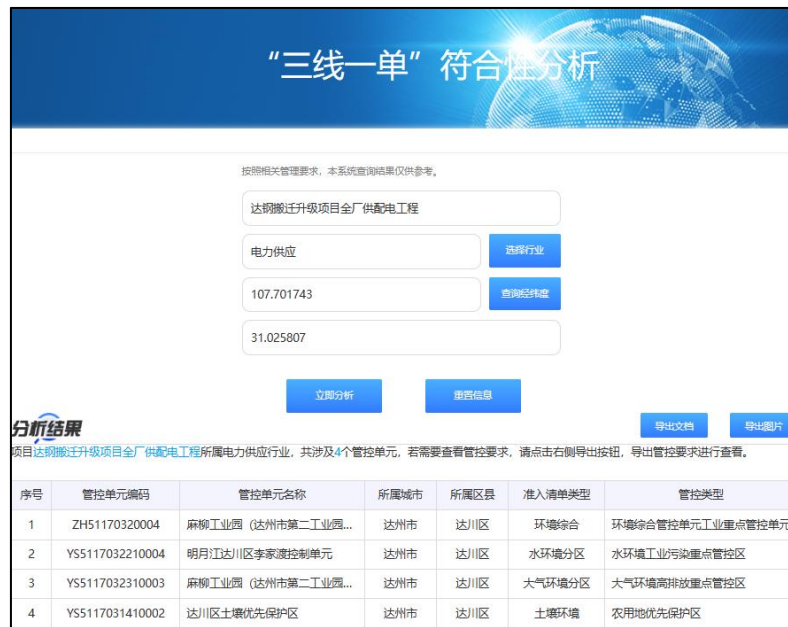 “三线一单”符合性分析
按照相关管理要求，本系统查询结果仅供参考。
达钢搬迁升级项目全厂供配电工程
电力供应 选择行业
107.701743 查询经纬度
31.025807
立即分析 重置信息
分析结果 导出文档 导出图片
项目达钢搬迁升级项目全厂供配电工程所属电力供应行业，共涉及4个管控单元，若需要查看管控要求，请点击右侧导出按钮，导出管控要求进行查看。
序号 管控单元编码 管控单元名称 所属城市 所属区县 准入清单类型 管控类型
1 ZH51170320004 麻柳工业园（达州市第二工业园... 达州市 达川区 环境综合 环境综合管控单元工业重点管控单元
2 YS5117032210004 明月江达川区李家渡控制单元 达州市 达川区 水环境分区 水环境工业污染重点管控区
3 YS5117032310003 麻柳工业园（达州市第二工业园... 达州市 达川区 大气环境分区 大气环境高排放重点管控区
4 YS5117031410002 达川区土壤优先保护区 达州市 达川区 土壤环境 农用地优先保护区